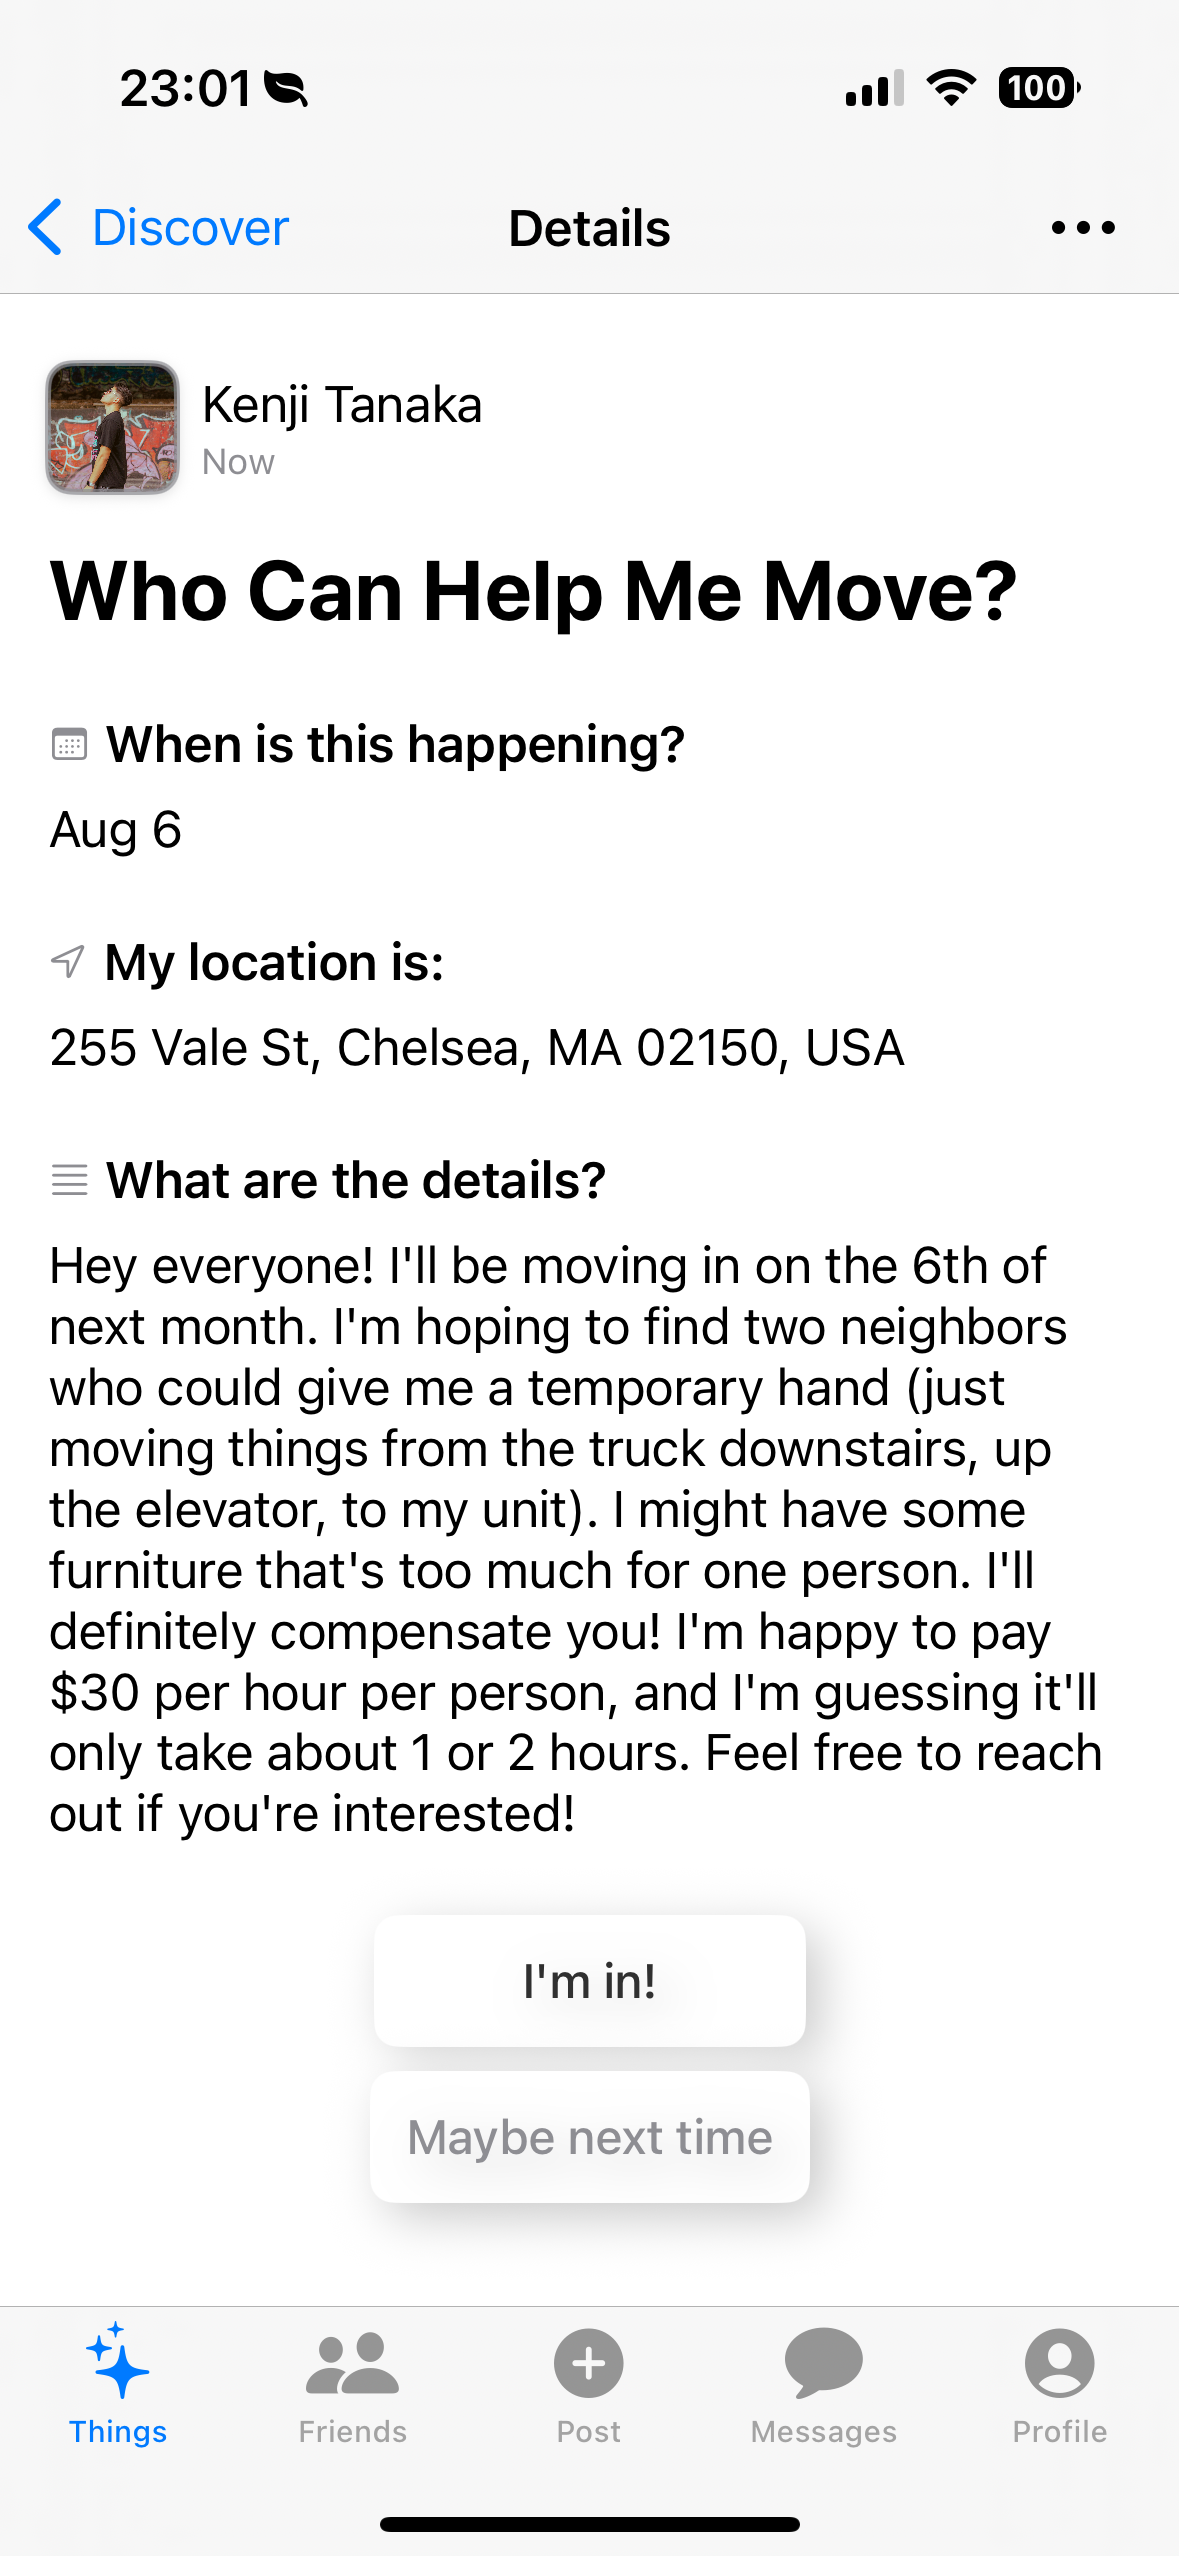 23:01
100
Discover
Details
Kenji Tanaka
Now
Who Can Help Me Move?
When is this happening?
Aug 6
My location is:
255 Vale St, Chelsea, MA 02150, USA
What are the details?
Hey everyone! I'll be moving in on the 6th of
next month. I'm hoping to find two neighbors
who could give me a temporary hand (just
moving things from the truck downstairs, up
the elevator, to my unit). I might have some
furniture that's too much for one person. I'll
definitely compensate you! I'm happy to pay
$30 per hour per person, and I'm guessing it'll
only take about 1 or 2 hours. Feel free to reach
out if you're interested!
I'm in!
Maybe next time
Things
Friends
Post
Messages
Profile